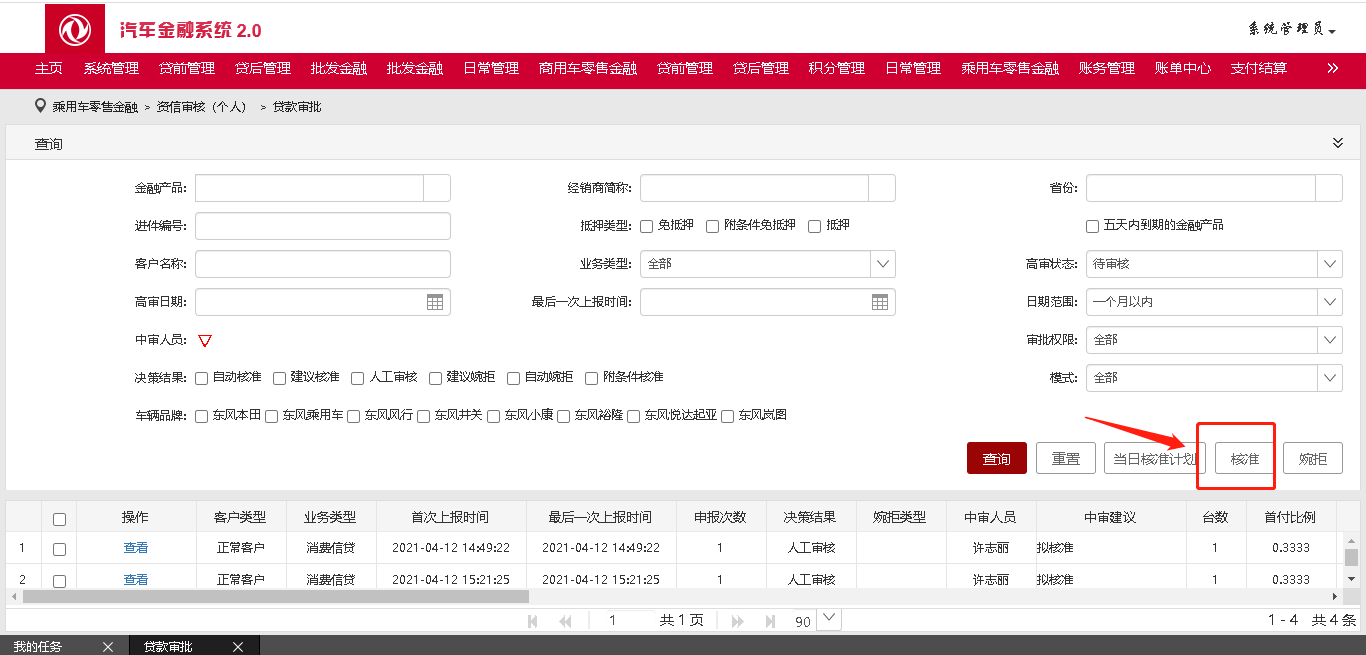 汽车金融系统 2.0
系统管理员
主页 系统管理 贷前管理 贷后管理 批发金融 批发金融 日常管理 商用车零售金融 贷前管理 贷后管理 积分管理 日常管理 乘用车零售金融 账务管理 账单中心 支付结算 »
乘用车零售金融 > 资信审核（个人） > 贷款审批
查询
金融产品: 经销商简称: 省份:
进件编号: 抵押类型: 免抵押 附条件免抵押 抵押 五天内到期的金融产品
客户名称: 业务类型: 全部 高审状态: 待审核
高审日期: 最后一次上报时间: 日期范围: 一个月以内
中审人员: 审批权限: 全部
决策结果: 自动核准 建议核准 人工审核 建议婉拒 自动婉拒 附条件核准 模式: 全部
车辆品牌: 东风本田 东风乘用车 东风风行 东风井关 东风小康 东风裕隆 东风悦达起亚 东风岚图
查询 重置 当日核准计划 核准 婉拒
操作 客户类型 业务类型 首次上报时间 最后一次上报时间 申报次数 决策结果 婉拒类型 中审人员 中审建议 台数 首付比例
1 查看 正常客户 消费信贷 2021-04-12 14:49:22 2021-04-12 14:49:22 1 人工审核 许志丽 拟核准 1 0.3333
2 查看 正常客户 消费信贷 2021-04-12 15:21:25 2021-04-12 15:21:25 1 人工审核 许志丽 拟核准 1 0.3333
1 共 1 页 90 1 - 4 共 4 条
我的任务 贷款审批